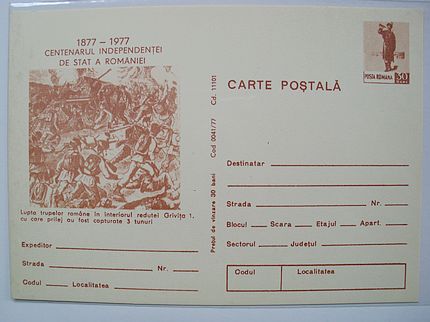 1877 – 1977
CENTENARUL INDEPENDENȚEI
DE STAT A ROMÂNIEI
Lupta trupelor române în interiorul redutei Grivița 1,
cu care prilej au fost capturate 3 tunuri
Expeditor
Strada Nr.
Codul Localitatea
Prețul de vînzare 30 bani Cod 0041/77 Cd. 11101
POSTA ROMANA 30
CARTE POȘTALĂ
Destinatar
Strada Nr.
Blocul Scara Etajul Apart.
Sectorul Județul
Codul Localitatea